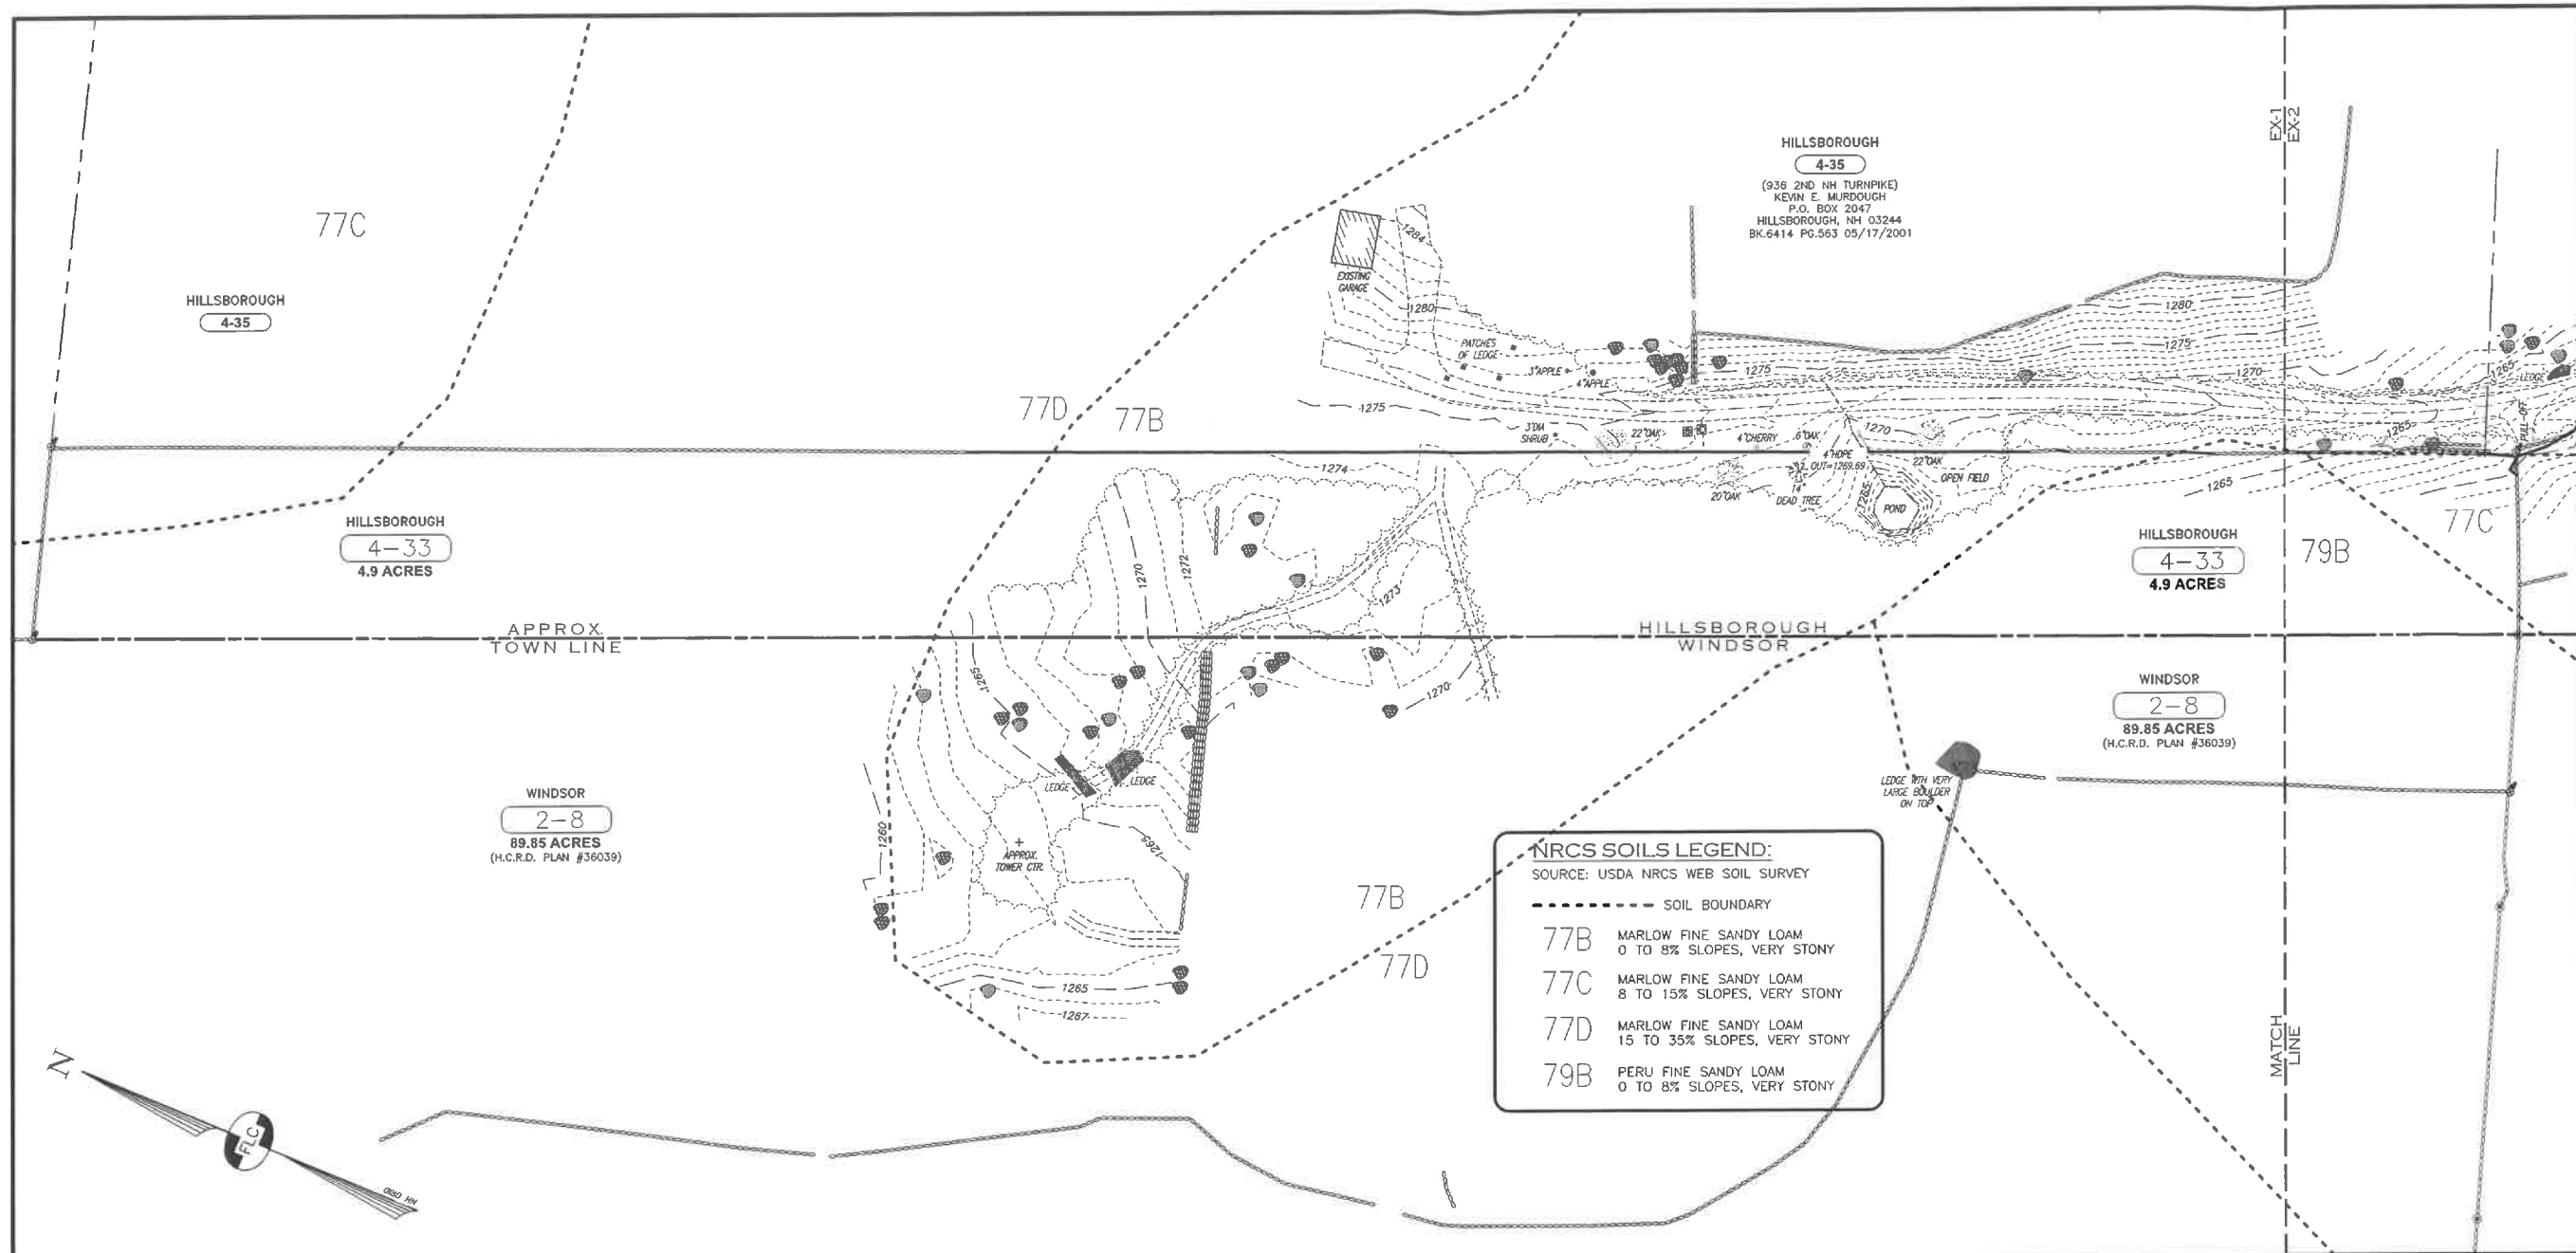 77C
HILLSBOROUGH
4-35
HILLSBOROUGH
4-33
4.9 ACRES
APPROX.
TOWN LINE
WINDSOR
2-8
89.85 ACRES
(H.C.R.D. PLAN #36039)
N
FLC
NH GRID
77D
77B
EXISTING
GARAGE
1284
1280
PATCHES
OF LEDGE
3"APPLE
4"APPLE
1275
3'DIA
SHRUB
22"OAK
4"CHERRY
6"OAK
1275
4"HDPE
OUT=1269.69
14"
DEAD TREE
20"OAK
1265
POND
1270
22"OAK
OPEN FIELD
HILLSBOROUGH
4-35
(936 2ND NH TURNPIKE)
KEVIN E. MURDOUGH
P.O. BOX 2047
HILLSBOROUGH, NH 03244
BK.6414 PG.563 05/17/2001
EX-1
EX-2
1280
1275
1270
1265
LEDGE
PULL-OFF
1265
1265
77C
79B
HILLSBOROUGH
4-33
4.9 ACRES
1274
1270
1272
1273
1265
1270
HILLSBOROUGH
WINDSOR
WINDSOR
2-8
89.85 ACRES
(H.C.R.D. PLAN #36039)
LEDGE
LEDGE
1260
1265
APPROX.
TOWER CTR.
1265
1267
77B
77D
LEDGE WITH VERY
LARGE BOULDER
ON TOP
NRCS SOILS LEGEND:
SOURCE: USDA NRCS WEB SOIL SURVEY
SOIL BOUNDARY
77B MARLOW FINE SANDY LOAM
0 TO 8% SLOPES, VERY STONY
77C MARLOW FINE SANDY LOAM
8 TO 15% SLOPES, VERY STONY
77D MARLOW FINE SANDY LOAM
15 TO 35% SLOPES, VERY STONY
79B PERU FINE SANDY LOAM
0 TO 8% SLOPES, VERY STONY
MATCH
LINE